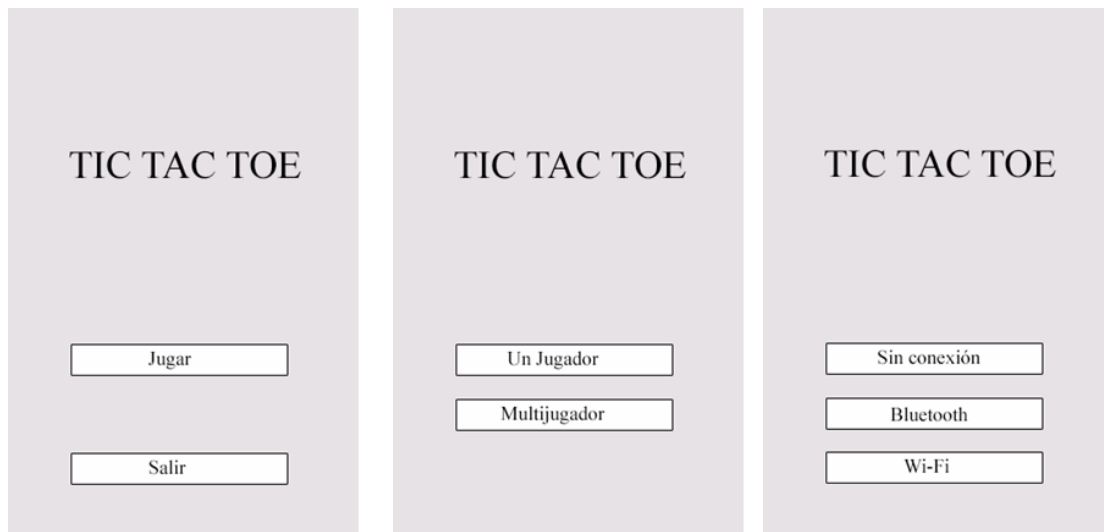 TIC TAC TOE
Jugar
Salir
TIC TAC TOE
Un Jugador
Multijugador
TIC TAC TOE
Sin conexión
Bluetooth
Wi-Fi